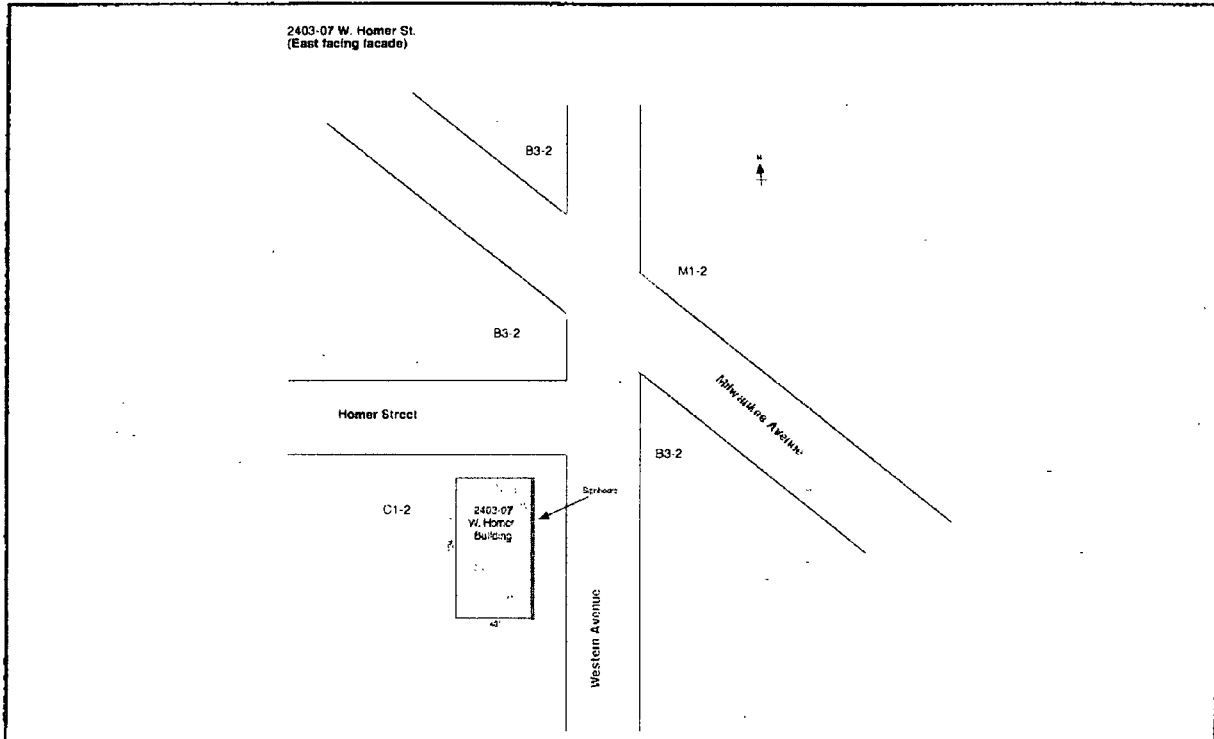 2403-07 W. Homer St.
(East facing facade)
B3-2
N
M1-2
B3-2
Milwaukee Avenue
Homer Street
B3-2
Signboard
C1-2
2403-07
W. Homer
Building
Western Avenue